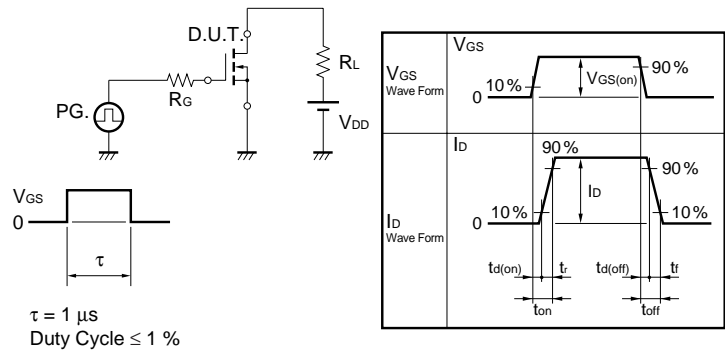 D.U.T.
RL
RG
PG.
VDD
VGS
0
τ
τ = 1 μs
Duty Cycle ≤ 1 %
VGS
Wave Form
VGS
10 %
0
VGS(on)
90 %
ID
Wave Form
ID
90 %
90 %
ID
10 %
0
10 %
td(on)
tr
td(off)
tf
ton
toff